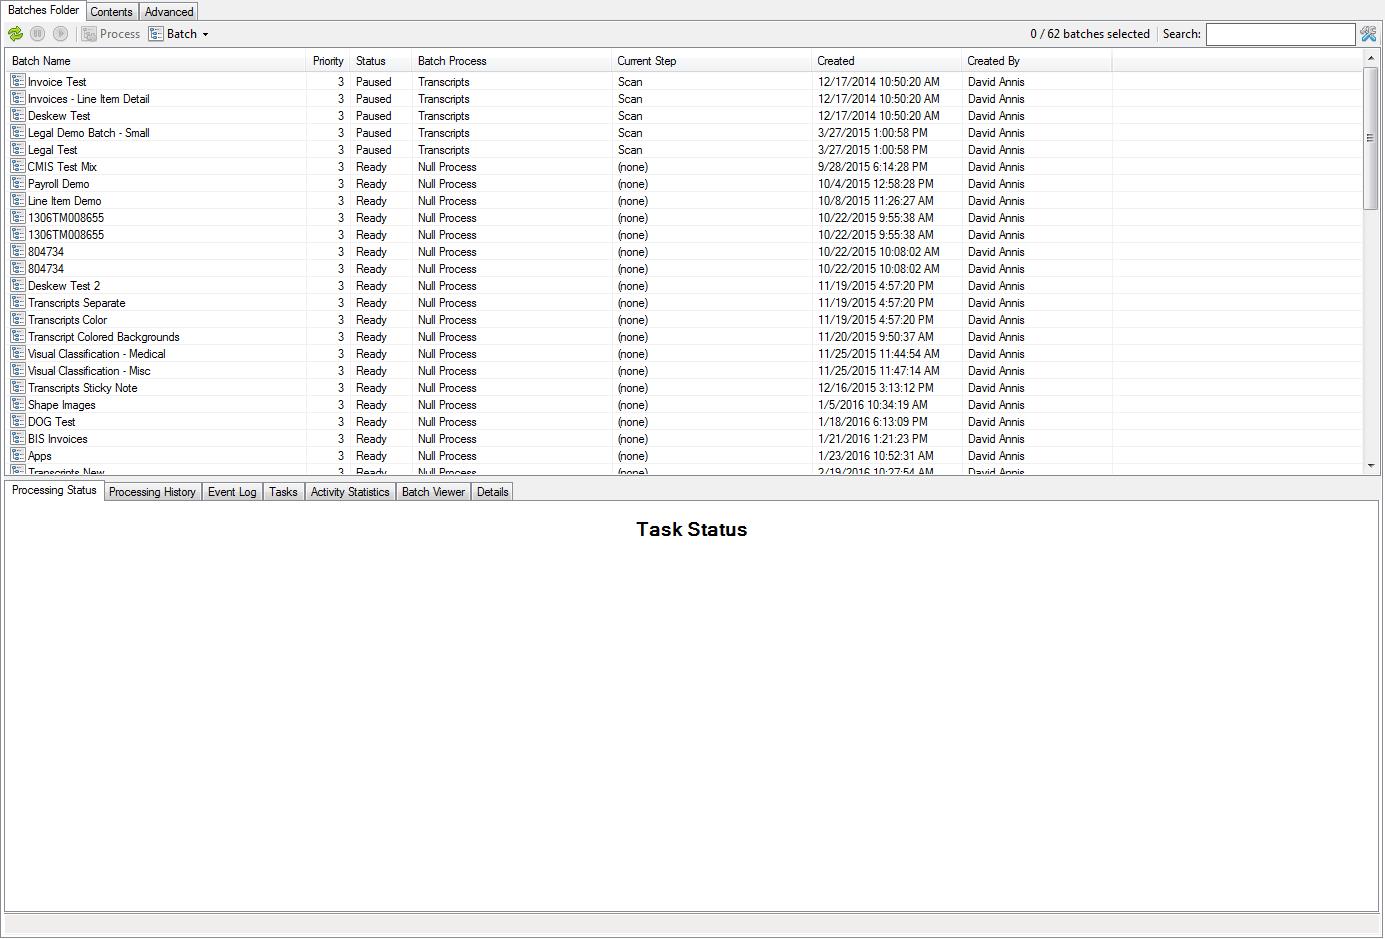 Batches Folder Contents Advanced
Process Batch 0 / 62 batches selected Search:
Batch Name Priority Status Batch Process Current Step Created Created By
Invoice Test 3 Paused Transcripts Scan 12/17/2014 10:50:20 AM David Annis
Invoices - Line Item Detail 3 Paused Transcripts Scan 12/17/2014 10:50:20 AM David Annis
Deskew Test 3 Paused Transcripts Scan 12/17/2014 10:50:20 AM David Annis
Legal Demo Batch - Small 3 Paused Transcripts Scan 3/27/2015 1:00:58 PM David Annis
Legal Test 3 Paused Transcripts Scan 3/27/2015 1:00:58 PM David Annis
CMIS Test Mix 3 Ready Null Process (none) 9/28/2015 6:14:28 PM David Annis
Payroll Demo 3 Ready Null Process (none) 10/4/2015 12:58:28 PM David Annis
Line Item Demo 3 Ready Null Process (none) 10/8/2015 11:26:27 AM David Annis
1306TM008655 3 Ready Null Process (none) 10/22/2015 9:55:38 AM David Annis
1306TM008655 3 Ready Null Process (none) 10/22/2015 9:55:38 AM David Annis
804734 3 Ready Null Process (none) 10/22/2015 10:08:02 AM David Annis
804734 3 Ready Null Process (none) 10/22/2015 10:08:02 AM David Annis
Deskew Test 2 3 Ready Null Process (none) 11/19/2015 4:57:20 PM David Annis
Transcripts Separate 3 Ready Null Process (none) 11/19/2015 4:57:20 PM David Annis
Transcripts Color 3 Ready Null Process (none) 11/19/2015 4:57:20 PM David Annis
Transcript Colored Backgrounds 3 Ready Null Process (none) 11/20/2015 9:50:37 AM David Annis
Visual Classification - Medical 3 Ready Null Process (none) 11/25/2015 11:44:54 AM David Annis
Visual Classification - Misc 3 Ready Null Process (none) 11/25/2015 11:47:14 AM David Annis
Transcripts Sticky Note 3 Ready Null Process (none) 12/16/2015 3:13:12 PM David Annis
Shape Images 3 Ready Null Process (none) 1/5/2016 10:34:19 AM David Annis
DOG Test 3 Ready Null Process (none) 1/18/2016 6:13:09 PM David Annis
BIS Invoices 3 Ready Null Process (none) 1/21/2016 1:21:23 PM David Annis
Apps 3 Ready Null Process (none) 1/23/2016 10:52:31 AM David Annis
Transcripts New 3 Ready Null Process (none) 2/19/2016 10:27:54 AM David Annis
Processing Status Processing History Event Log Tasks Activity Statistics Batch Viewer Details
Task Status